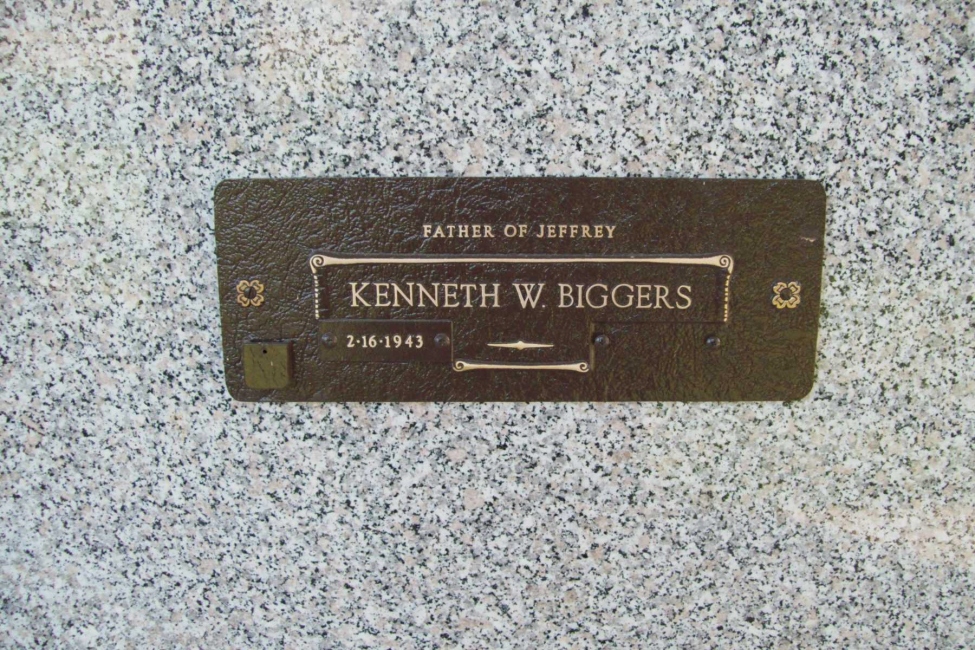 FATHER OF JEFFREY
KENNETH W. BIGGERS
2·16·1943